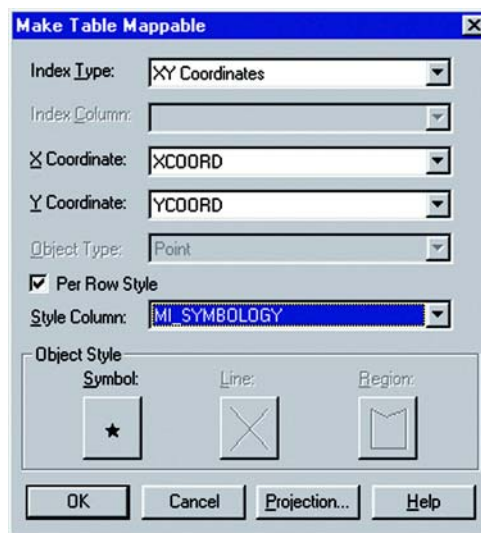 Make Table Mappable
Index Type: XY Coordinates
Index Column:
X Coordinate: XCOORD
Y Coordinate: YCOORD
Object Type: Point
Per Row Style
Style Column: MI_SYMBOLOGY
Object Style
Symbol: Line: Region:
OK Cancel Projection... Help